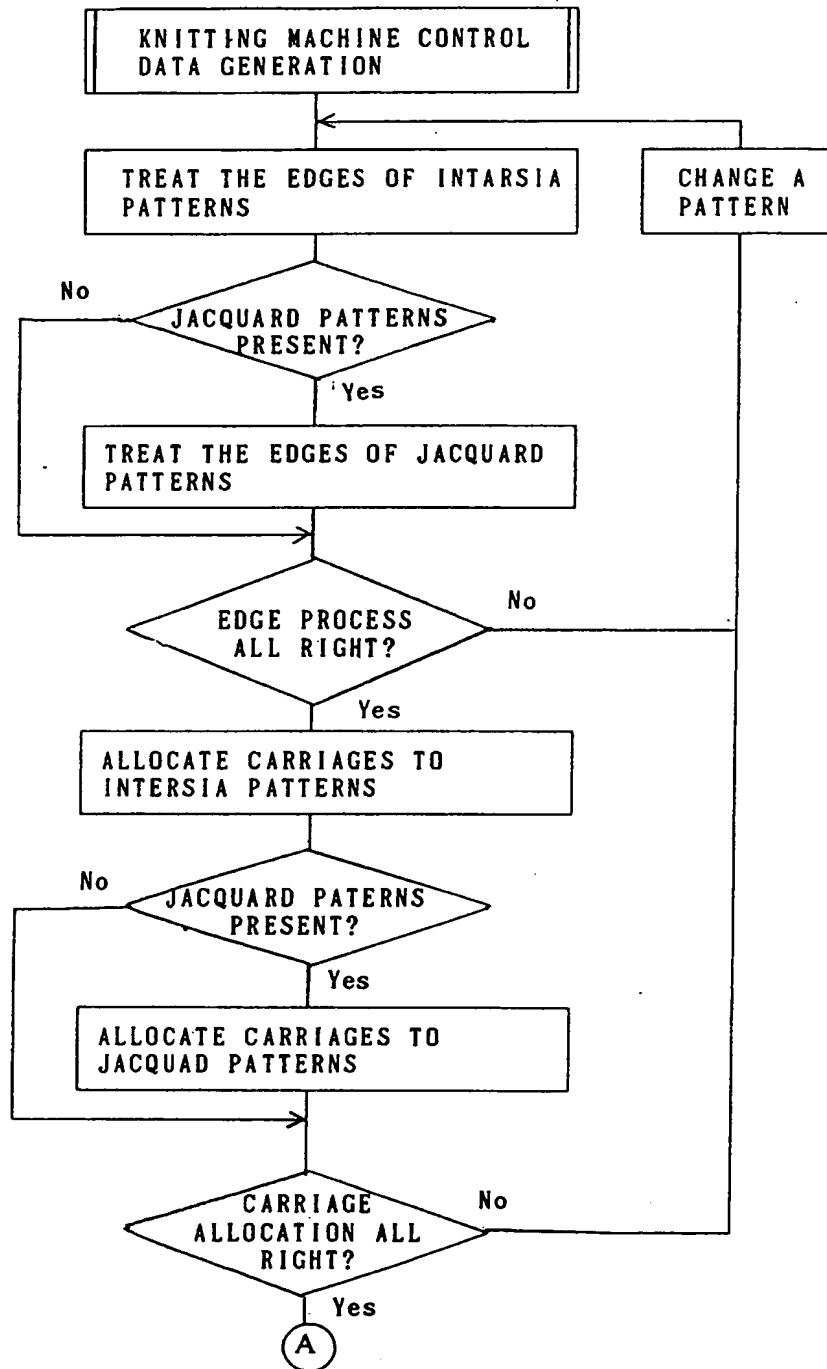 KNITTING MACHINE CONTROL
DATA GENERATION
TREAT THE EDGES OF INTARSIA
PATTERNS
CHANGE A
PATTERN
No
JACQUARD PATTERNS
PRESENT?
Yes
TREAT THE EDGES OF JACQUARD
PATTERNS
EDGE PROCESS
ALL RIGHT?
No
Yes
ALLOCATE CARRIAGES TO
INTERSIA PATTERNS
No
JACQUARD PATERNS
PRESENT?
Yes
ALLOCATE CARRIAGES TO
JACQUAD PATTERNS
CARRIAGE
ALLOCATION ALL
RIGHT?
No
Yes
A